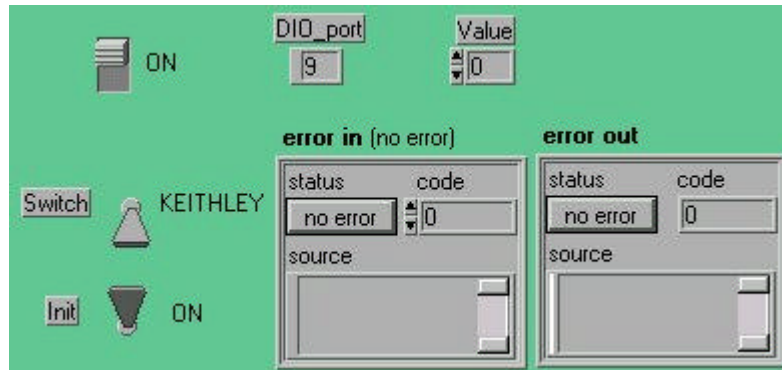 DIO_port
Value
ON
9
0
error in (no error)
error out
status
code
status
code
Switch
KEITHLEY
no error
0
no error
0
source
source
Init
ON